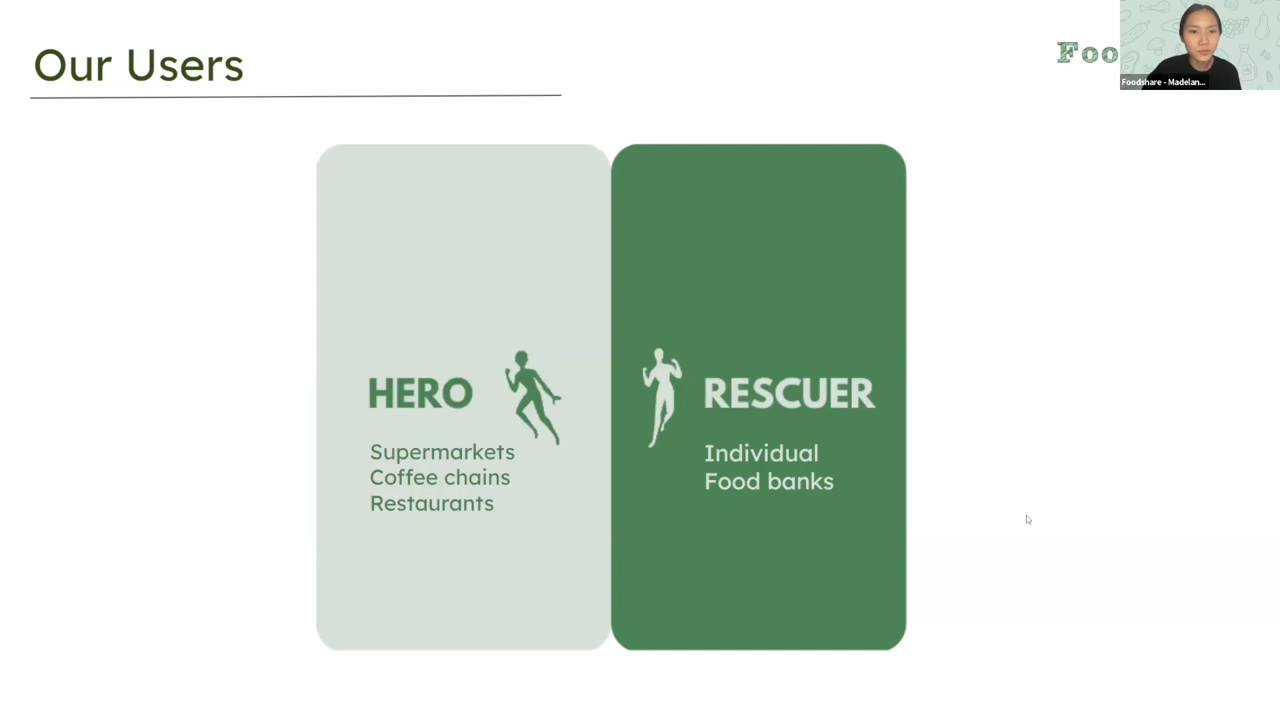 Our Users
Foo
Foodshare - Madelan...
HERO
Supermarkets
Coffee chains
Restaurants
RESCUER
Individual
Food banks